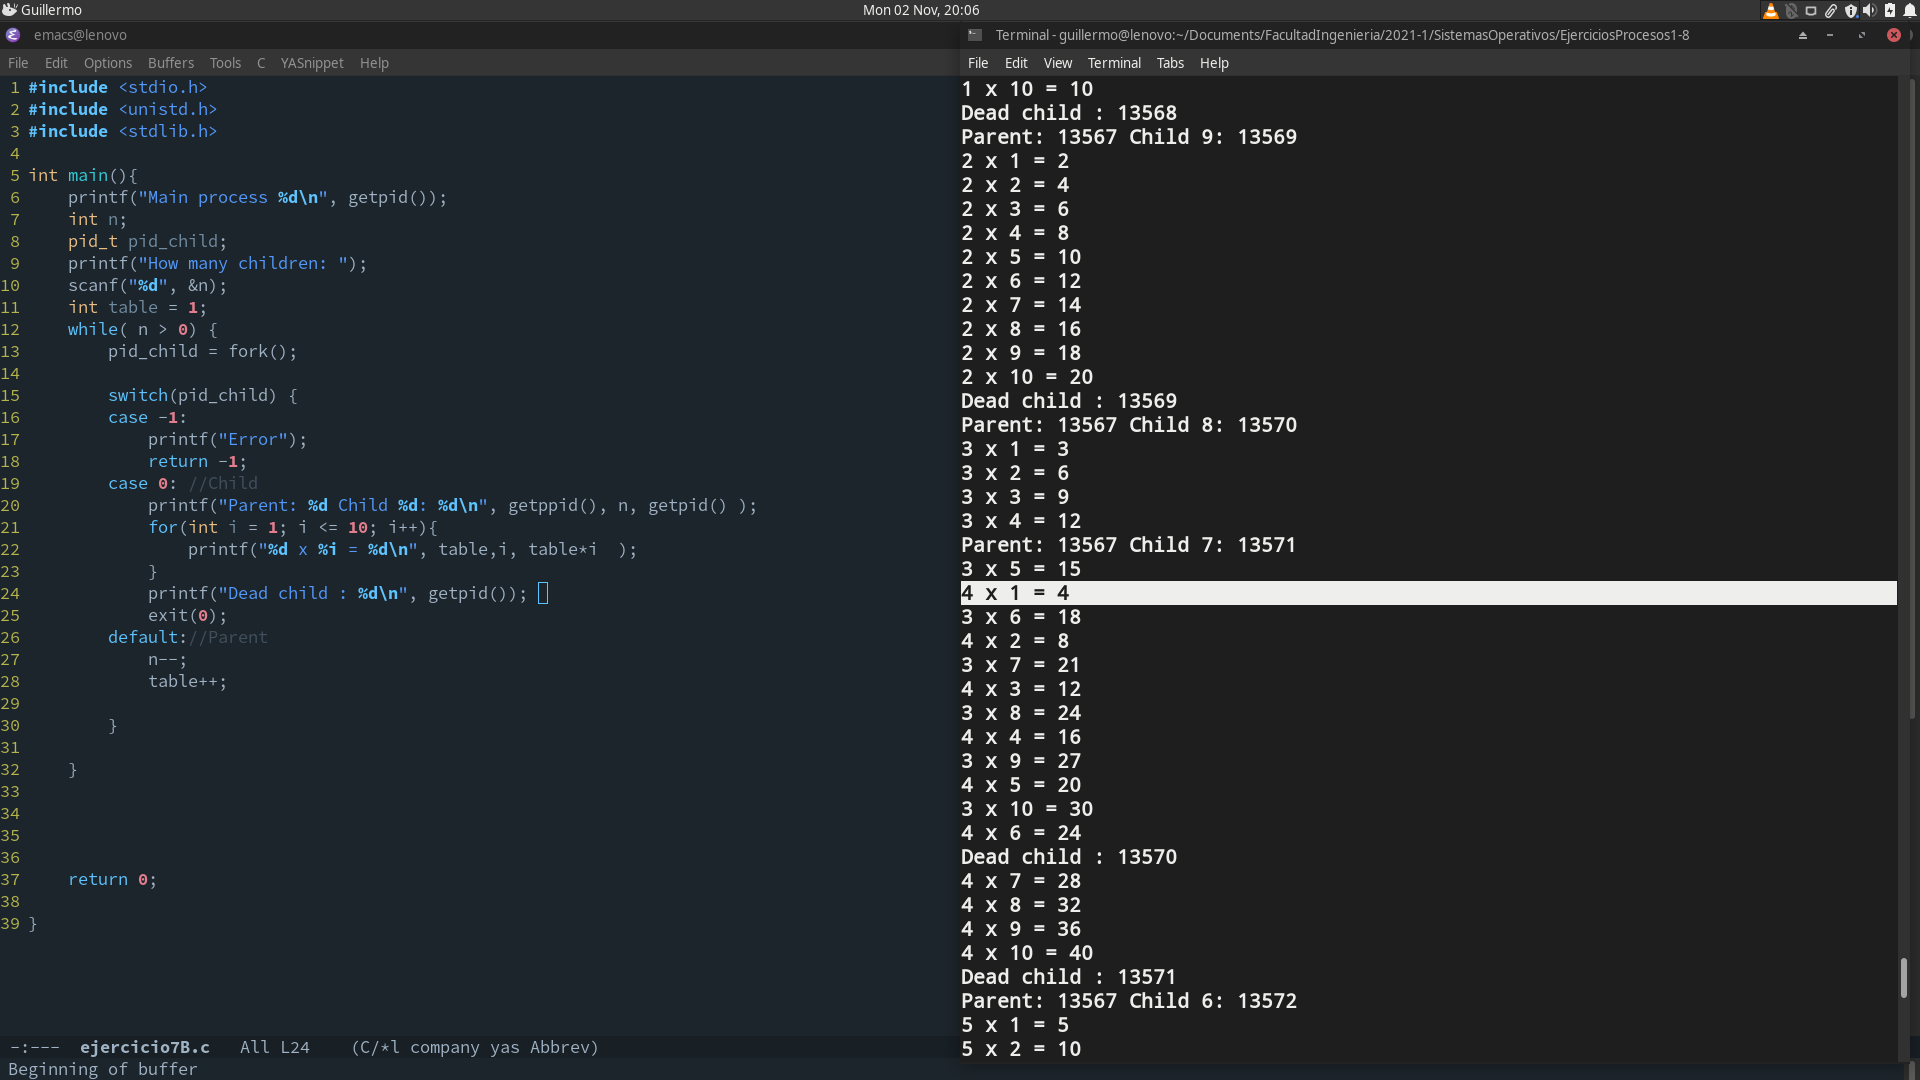 Guillermo
Mon 02 Nov, 20:06
emacs@lenovo
File Edit Options Buffers Tools C YASnippet Help
1 #include <stdio.h>
2 #include <unistd.h>
3 #include <stdlib.h>
4
5 int main(){
6     printf("Main process %d\n", getpid());
7     int n;
8     pid_t pid_child;
9     printf("How many children: ");
10     scanf("%d", &n);
11     int table = 1;
12     while( n > 0) {
13         pid_child = fork();
14
15         switch(pid_child) {
16         case -1:
17             printf("Error");
18             return -1;
19         case 0: //Child
20             printf("Parent: %d Child %d: %d\n", getppid(), n, getpid() );
21             for(int i = 1; i <= 10; i++){
22                 printf("%d x %i = %d\n", table,i, table*i  );
23             }
24             printf("Dead child : %d\n", getpid());
25             exit(0);
26         default://Parent
27             n--;
28             table++;
29
30         }
31
32     }
33
34
35
36
37     return 0;
38
39 }
-:---  ejercicio7B.c   All L24    (C/*l company yas Abbrev)
Beginning of buffer
Terminal - guillermo@lenovo:~/Documents/FacultadIngenieria/2021-1/SistemasOperativos/EjerciciosProcesos1-8
File Edit View Terminal Tabs Help
1 x 10 = 10
Dead child : 13568
Parent: 13567 Child 9: 13569
2 x 1 = 2
2 x 2 = 4
2 x 3 = 6
2 x 4 = 8
2 x 5 = 10
2 x 6 = 12
2 x 7 = 14
2 x 8 = 16
2 x 9 = 18
2 x 10 = 20
Dead child : 13569
Parent: 13567 Child 8: 13570
3 x 1 = 3
3 x 2 = 6
3 x 3 = 9
3 x 4 = 12
Parent: 13567 Child 7: 13571
3 x 5 = 15
4 x 1 = 4
3 x 6 = 18
4 x 2 = 8
3 x 7 = 21
4 x 3 = 12
3 x 8 = 24
4 x 4 = 16
3 x 9 = 27
4 x 5 = 20
3 x 10 = 30
4 x 6 = 24
Dead child : 13570
4 x 7 = 28
4 x 8 = 32
4 x 9 = 36
4 x 10 = 40
Dead child : 13571
Parent: 13567 Child 6: 13572
5 x 1 = 5
5 x 2 = 10